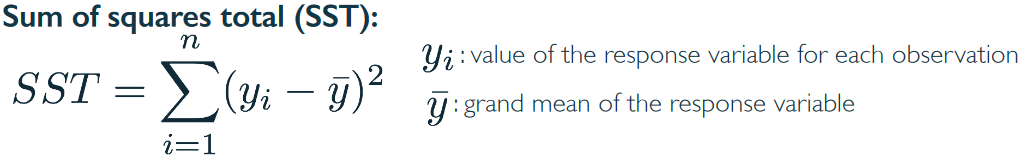 Sum of squares total (SST):
n
SST = ∑(yᵢ − ȳ)²
i=1
yᵢ : value of the response variable for each observation
ȳ : grand mean of the response variable